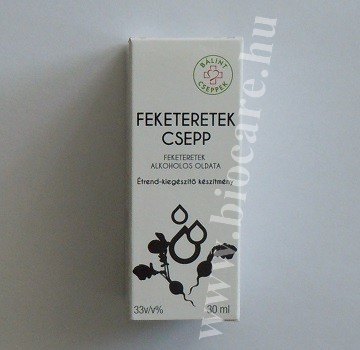 BÁLINT
CSEPPEK
FEKETERETEK
CSEPP
FEKETERETEK
ALKOHOLOS OLDATA
Étrend-kiegészítő készítmény
33v/v% 30 ml
www.biocare.hu